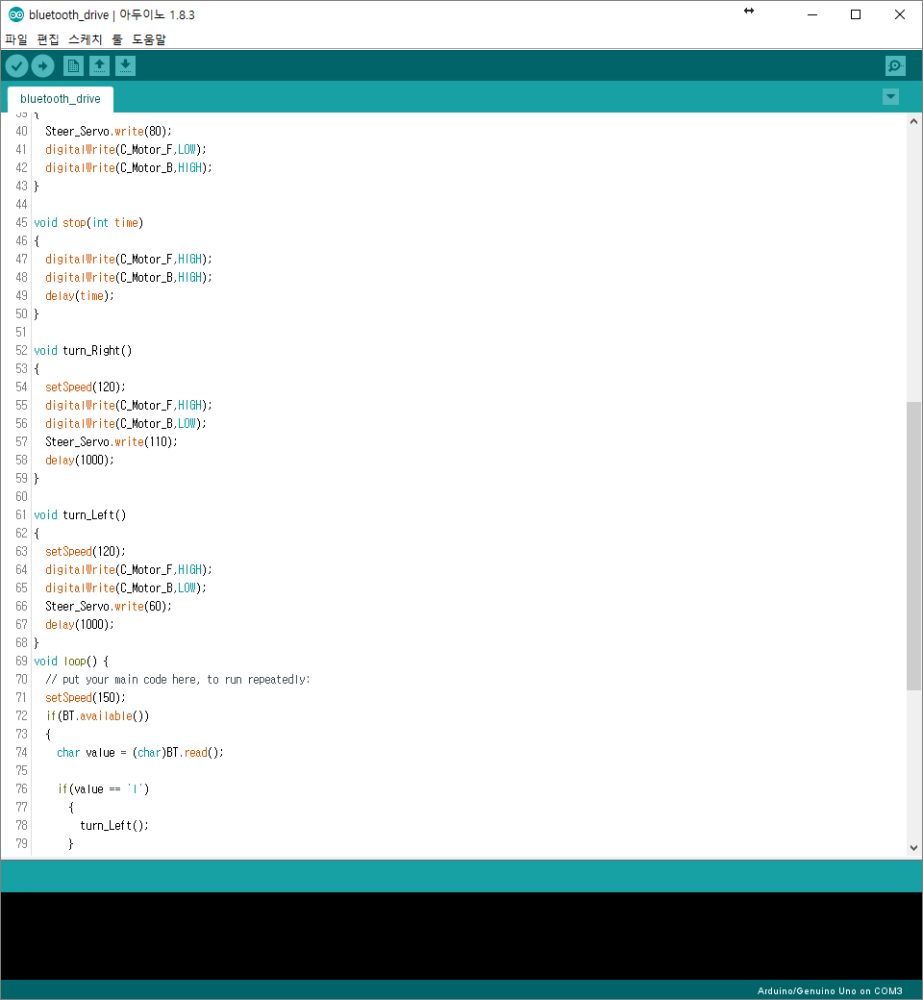 bluetooth_drive | 아두이노 1.8.3
파일 편집 스케치 툴 도움말
bluetooth_drive
39 {
40   Steer_Servo.write(80);
41   digitalWrite(C_Motor_F,LOW);
42   digitalWrite(C_Motor_B,HIGH);
43 }
44
45 void stop(int time)
46 {
47   digitalWrite(C_Motor_F,HIGH);
48   digitalWrite(C_Motor_B,HIGH);
49   delay(time);
50 }
51
52 void turn_Right()
53 {
54   setSpeed(120);
55   digitalWrite(C_Motor_F,HIGH);
56   digitalWrite(C_Motor_B,LOW);
57   Steer_Servo.write(110);
58   delay(1000);
59 }
60
61 void turn_Left()
62 {
63   setSpeed(120);
64   digitalWrite(C_Motor_F,HIGH);
65   digitalWrite(C_Motor_B,LOW);
66   Steer_Servo.write(60);
67   delay(1000);
68 }
69 void loop() {
70   // put your main code here, to run repeatedly:
71   setSpeed(150);
72   if(BT.available())
73   {
74     char value = (char)BT.read();
75
76     if(value == 'l')
77       {
78         turn_Left();
79       }
Arduino/Genuino Uno on COM3